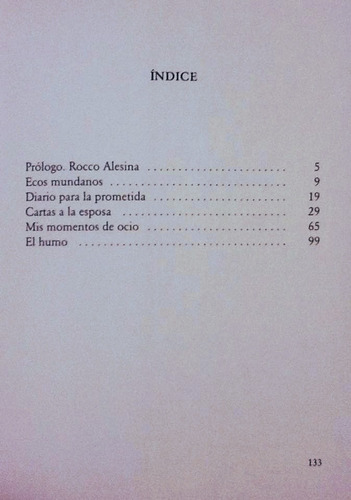 ÍNDICE
Prólogo. Rocco Alesina ........................ 5
Ecos mundanos .............................. 9
Diario para la prometida ....................... 19
Cartas a la esposa ............................ 29
Mis momentos de ocio ......................... 65
El humo ................................... 99
133